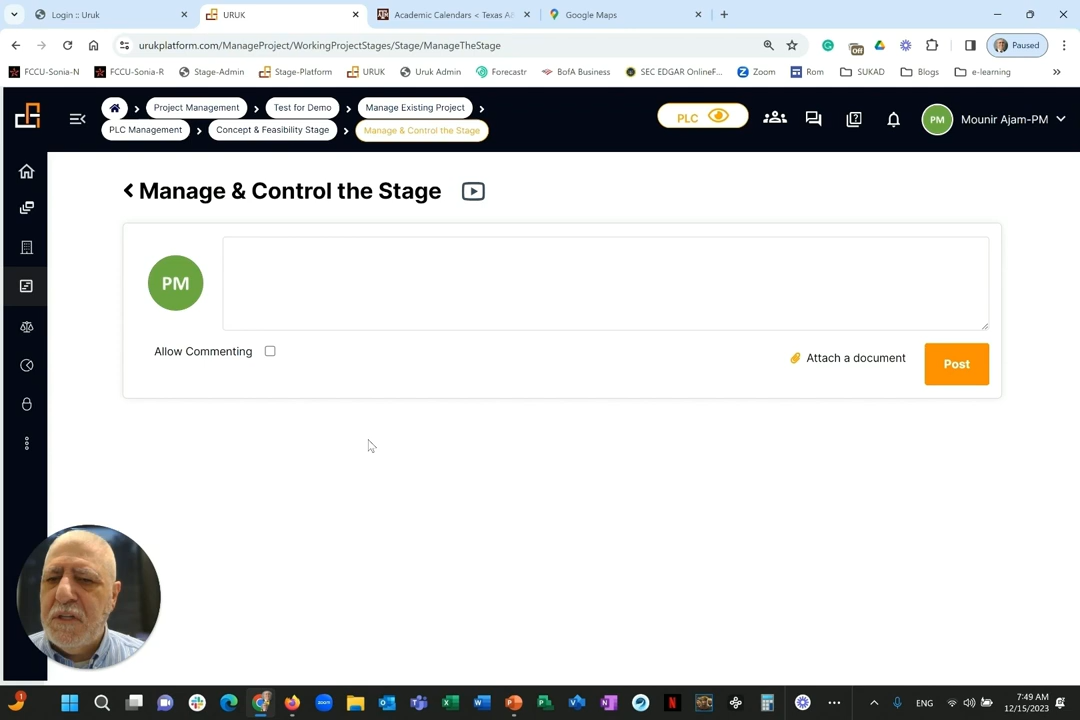 Login :: Uruk
URUK
Academic Calendars < Texas A&
Google Maps
urukplatform.com/ManageProject/WorkingProjectStages/Stage/ManageTheStage
Paused
FCCU-Sonia-N
FCCU-Sonia-R
Stage-Admin
Stage-Platform
URUK
Uruk Admin
Forecastr
BofA Business
SEC EDGAR OnlineF...
Zoom
Rom
SUKAD
Blogs
e-learning
Off
Project Management
Test for Demo
Manage Existing Project
PLC Management
Concept & Feasibility Stage
Manage & Control the Stage
PLC
PM
Mounir Ajam-PM
Manage & Control the Stage
PM
Allow Commenting
Attach a document
Post
1
zoom
ENG
7:49 AM
12/15/2023